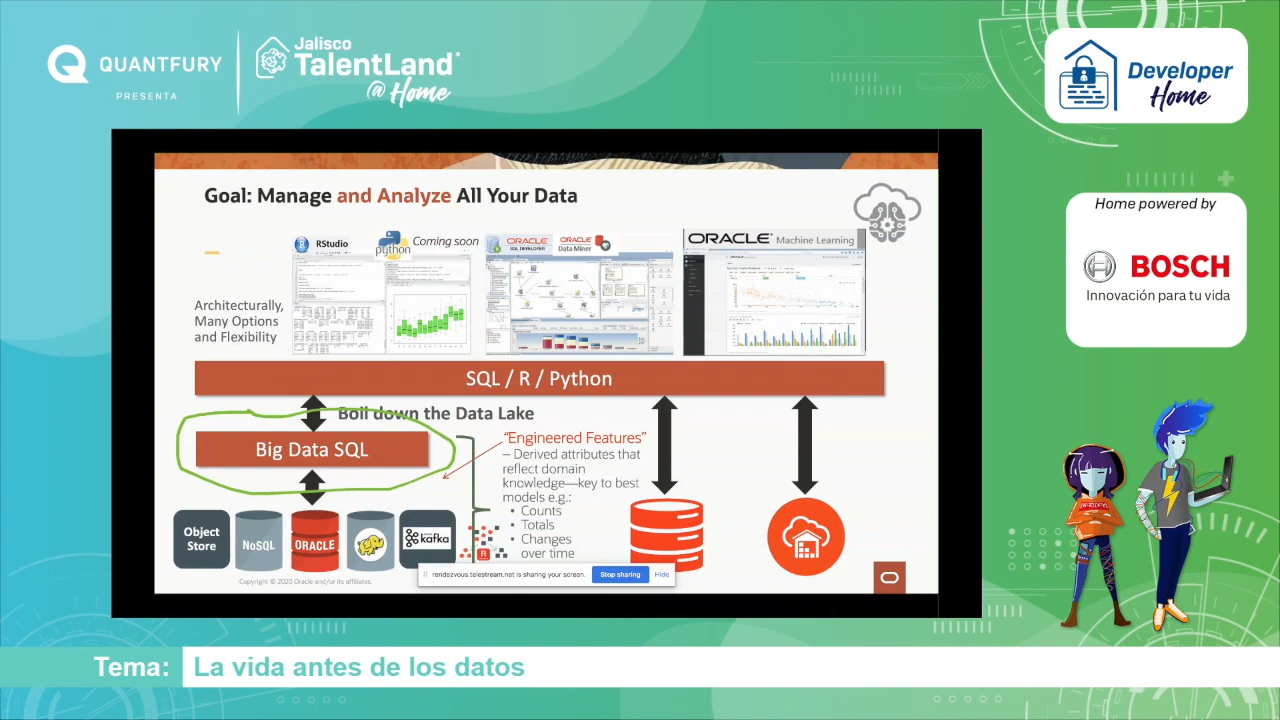 QUANTFURY
PRESENTA
Jalisco
TalentLand
@ Home
Developer
Home
Home powered by
BOSCH
Innovación para tu vida
Goal: Manage and Analyze All Your Data
RStudio
python
Coming soon
ORACLE
SQL DEVELOPER
ORACLE
Data Miner
ORACLE Machine Learning
Architecturally,
Many Options
and Flexibility
SQL / R / Python
Boil down the Data Lake
Big Data SQL
"Engineered Features"
– Derived attributes that
reflect domain
knowledge—key to best
models e.g.:
• Counts
• Totals
• Changes
over time
Object
Store
NoSQL
ORACLE
kafka
R
rendezvous.telestream.net is sharing your screen.
Stop sharing
Hide
Copyright © 2020 Oracle and/or its affiliates.
Tema: La vida antes de los datos